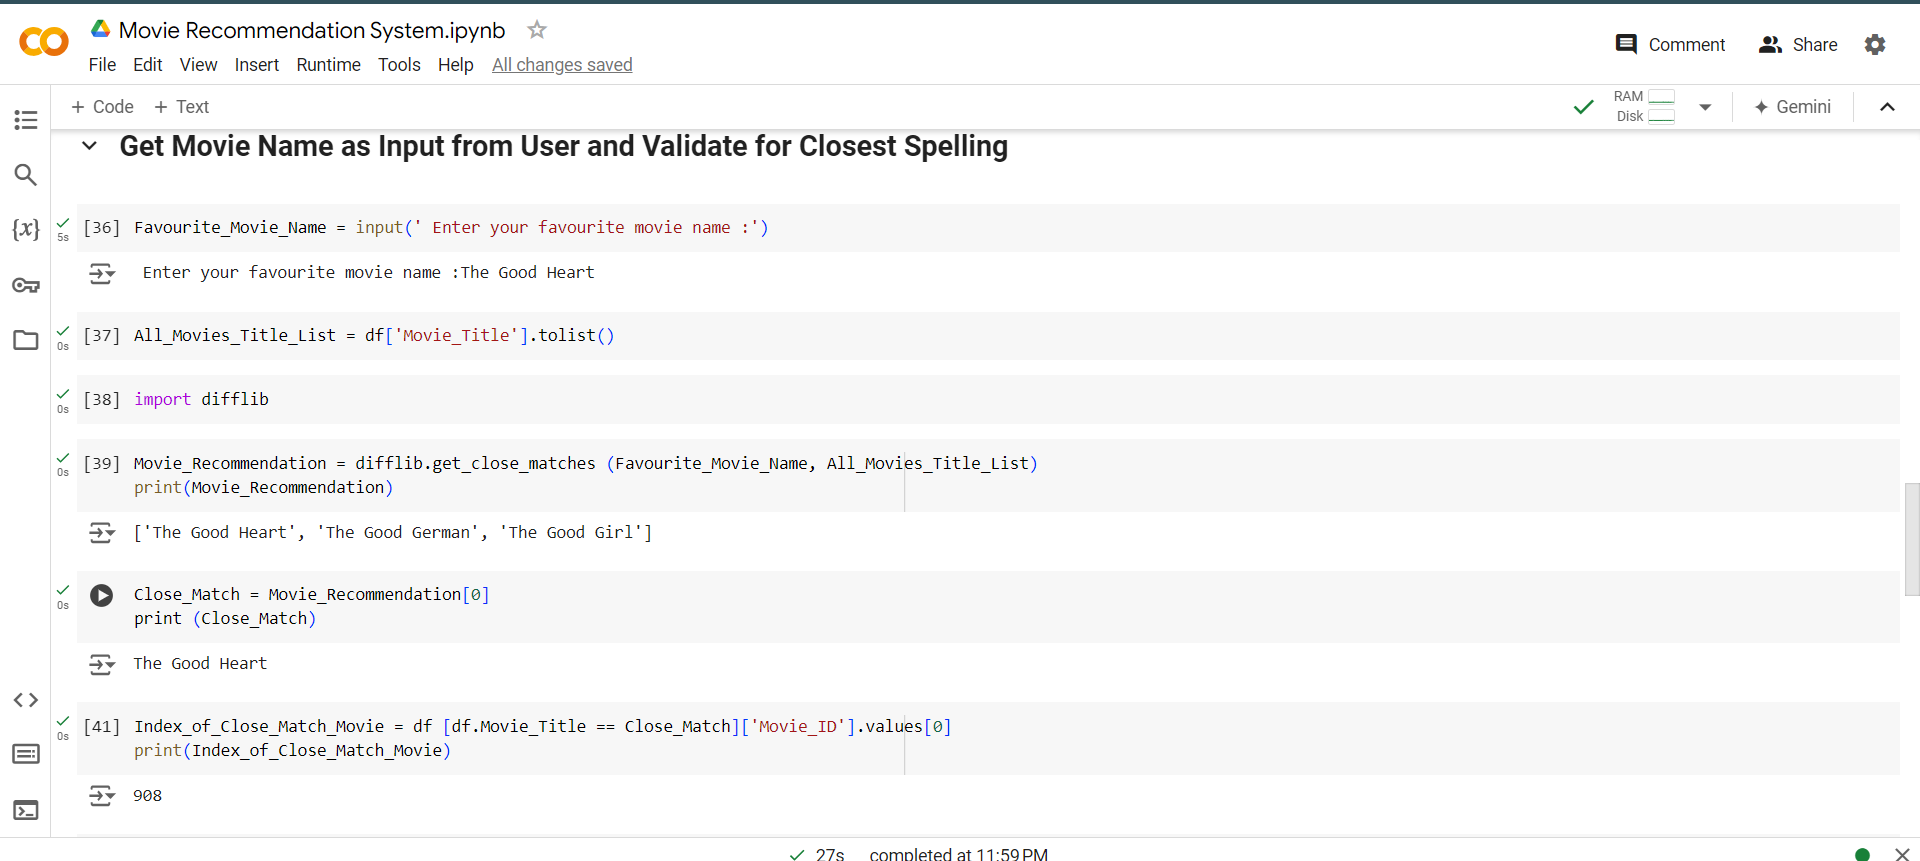 Movie Recommendation System.ipynb
File Edit View Insert Runtime Tools Help All changes saved
Comment Share
+ Code + Text
RAM
Disk
Gemini
Get Movie Name as Input from User and Validate for Closest Spelling
5s
[36] Favourite_Movie_Name = input(' Enter your favourite movie name :')
Enter your favourite movie name :The Good Heart
0s
[37] All_Movies_Title_List = df['Movie_Title'].tolist()
0s
[38] import difflib
0s
[39] Movie_Recommendation = difflib.get_close_matches (Favourite_Movie_Name, All_Movies_Title_List)
print(Movie_Recommendation)
['The Good Heart', 'The Good German', 'The Good Girl']
0s
Close_Match = Movie_Recommendation[0]
print (Close_Match)
The Good Heart
0s
[41] Index_of_Close_Match_Movie = df [df.Movie_Title == Close_Match]['Movie_ID'].values[0]
print(Index_of_Close_Match_Movie)
908
27s completed at 11:59 PM